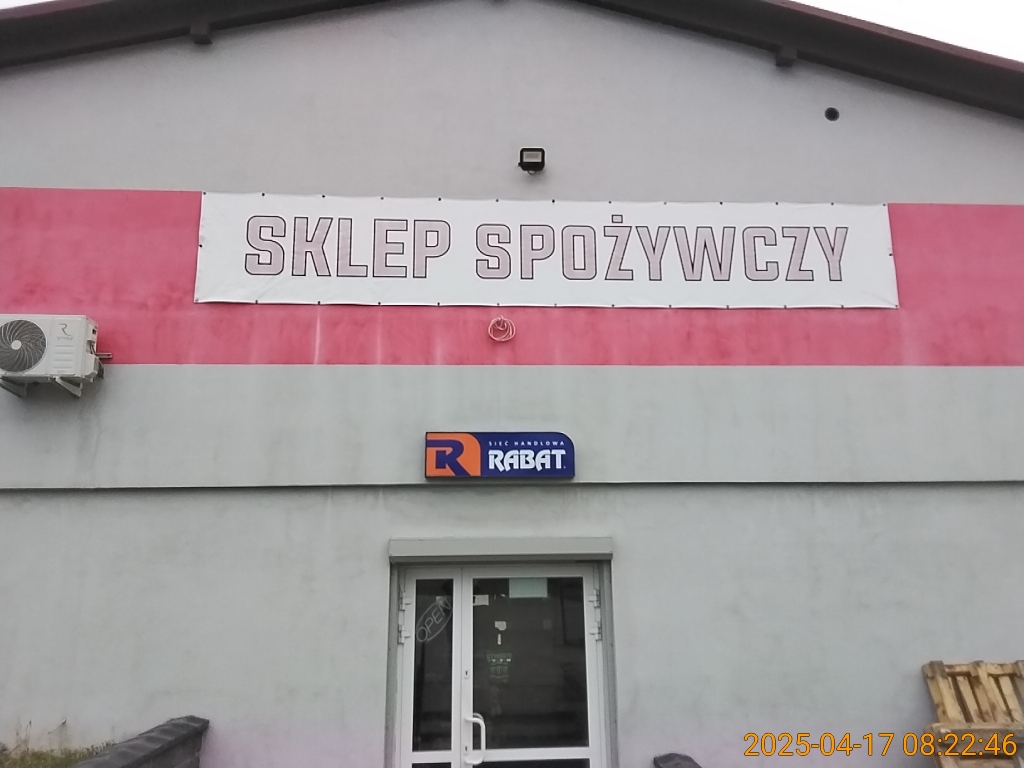 SKLEP SPOŻYWCZY
SIEĆ HANDLOWA
RABAT
OPEN
2025-04-17 08:22:46